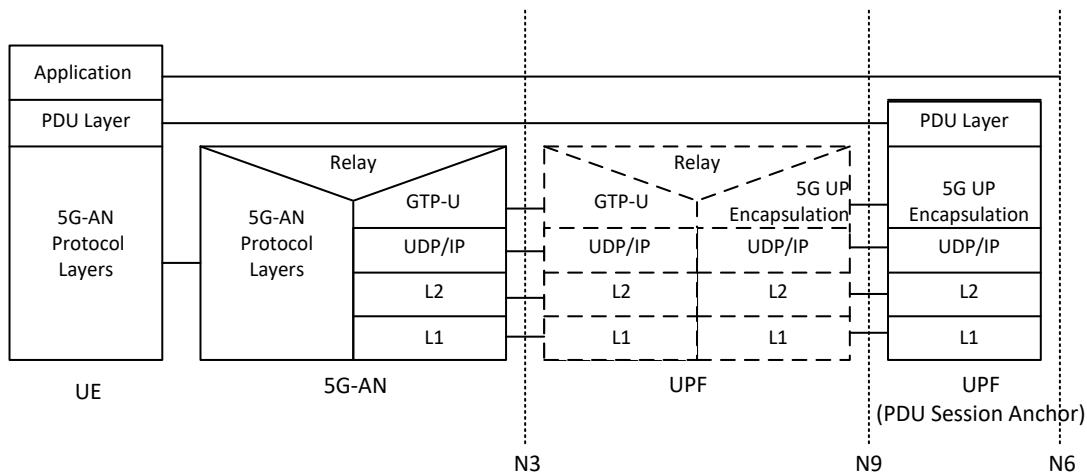 Application
PDU Layer
PDU Layer
Relay
Relay
5G-AN
Protocol
Layers
5G-AN
Protocol
Layers
GTP-U
GTP-U
5G UP
Encapsulation
5G UP
Encapsulation
UDP/IP
UDP/IP
UDP/IP
UDP/IP
L2
L2
L2
L2
L1
L1
L1
L1
UE
5G-AN
UPF
UPF
(PDU Session Anchor)
N3
N9
N6